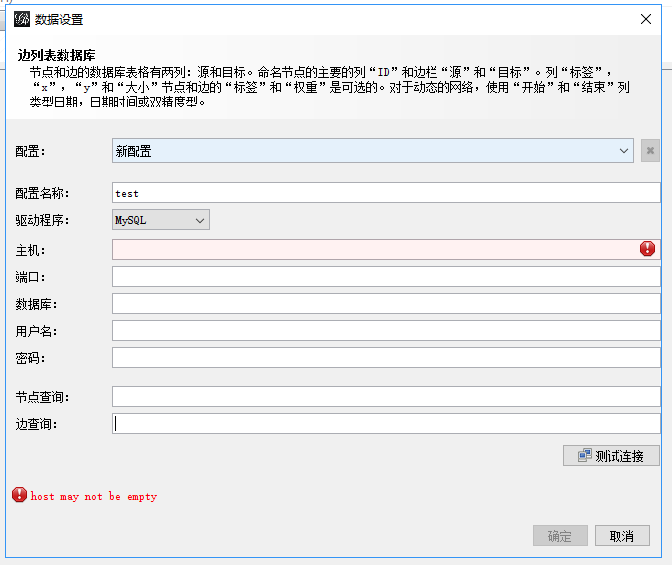 数据设置
边列表数据库
节点和边的数据库表格有两列：源和目标。命名节点的主要的列“ID”和边栏“源”和“目标”。列“标签”，
“x”，“y”和“大小”节点和边的“标签”和“权重”是可选的。对于动态的网络，使用“开始”和“结束”列
类型日期，日期时间或双精度型。
配置： 新配置
配置名称： test
驱动程序： MySQL
主机：
端口：
数据库：
用户名：
密码：
节点查询：
边查询：
测试连接
host may not be empty
确定 取消